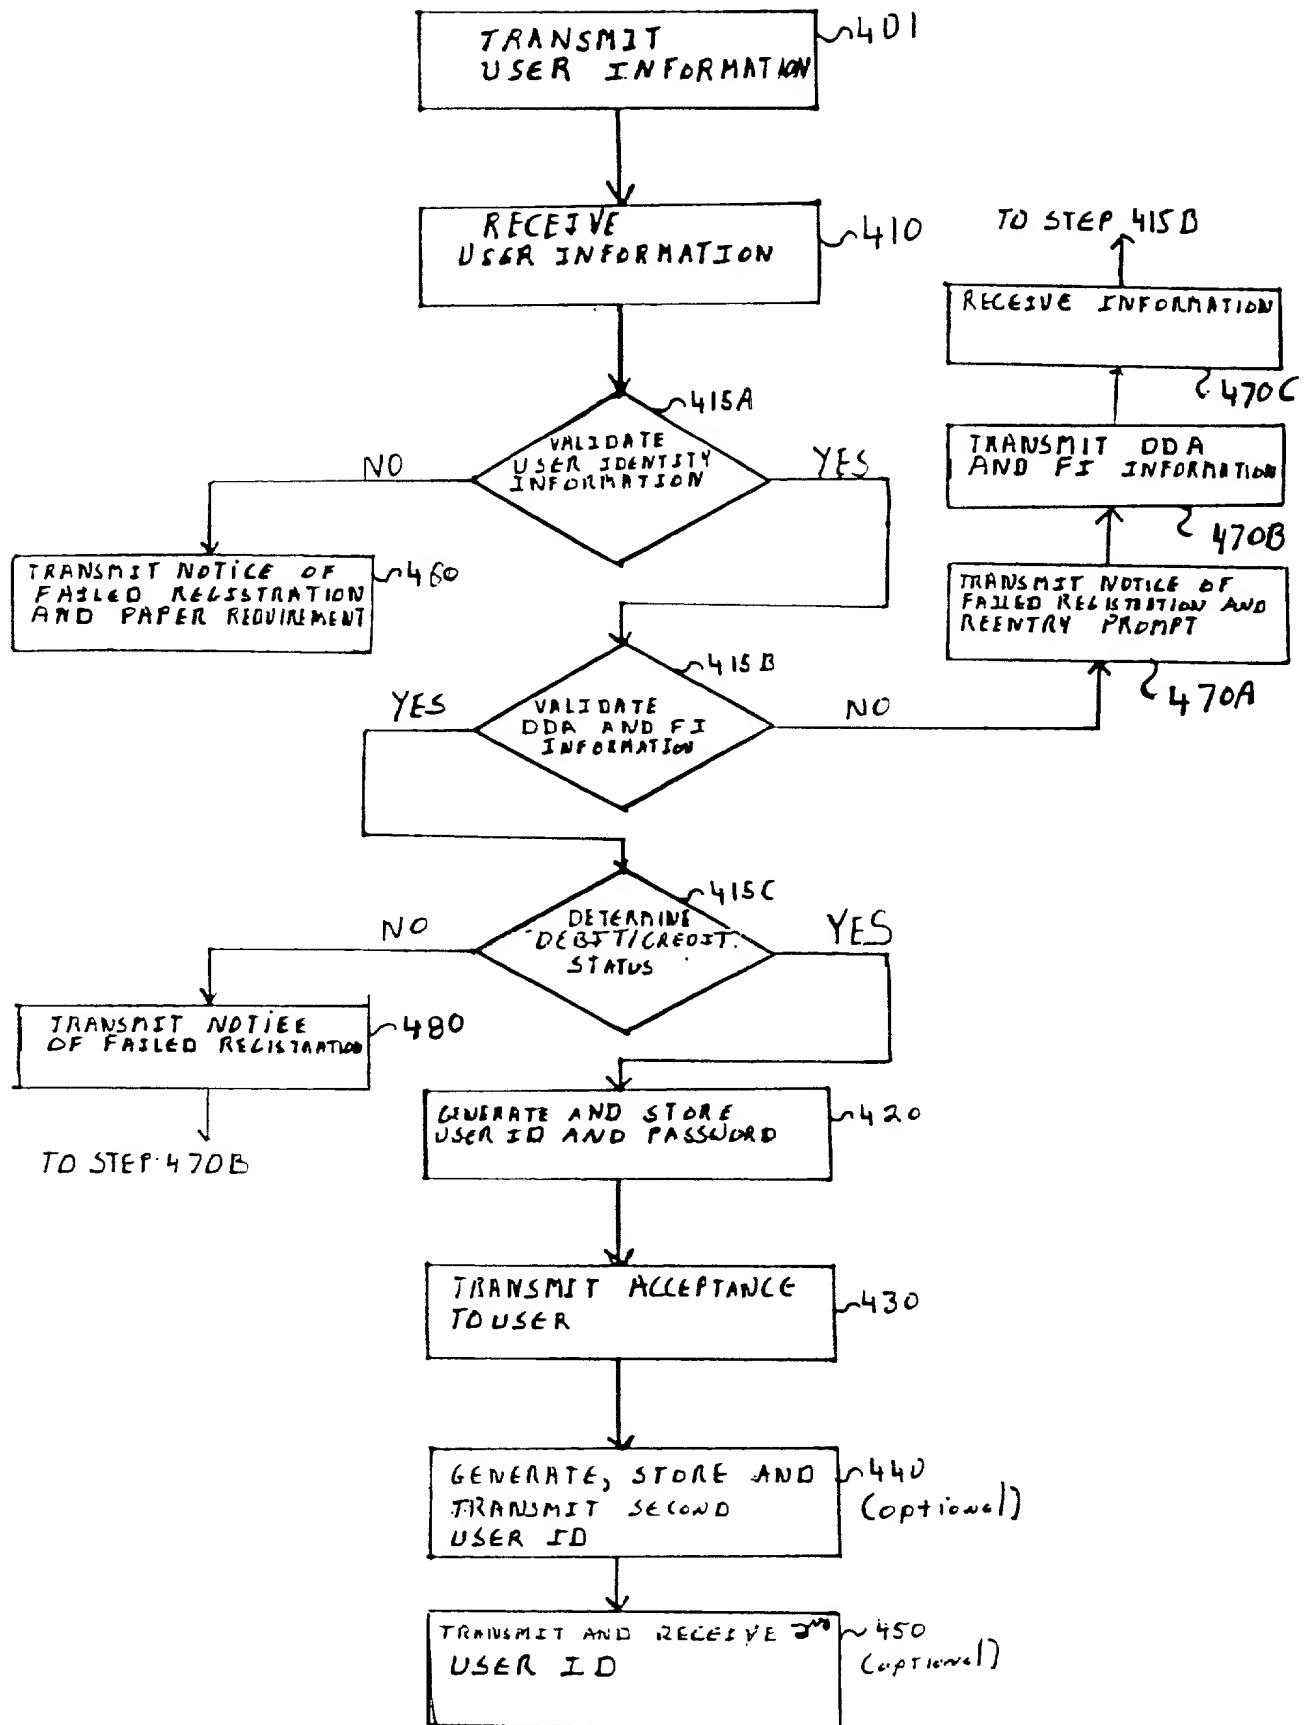 TRANSMIT
USER INFORMATION
401
RECEIVE
USER INFORMATION
410
TO STEP 415B
RECEIVE INFORMATION
470C
TRANSMIT DDA
AND FI INFORMATION
470B
TRANSMIT NOTICE OF
FAILED REGISTRATION AND
REENTRY PROMPT
470A
415A
VALIDATE
USER IDENTITY
INFORMATION
NO
YES
TRANSMIT NOTICE OF
FAILED REGISTRATION
AND PAPER REQUIREMENT
460
415B
VALIDATE
DDA AND FI
INFORMATION
YES
NO
415C
DETERMINE
DEBIT/CREDIT
STATUS
NO
YES
TRANSMIT NOTICE
OF FAILED REGISTRATION
480
TO STEP 470B
GENERATE AND STORE
USER ID AND PASSWORD
420
TRANSMIT ACCEPTANCE
TO USER
430
GENERATE, STORE AND
TRANSMIT SECOND
USER ID
440
(optional)
TRANSMIT AND RECEIVE 2nd
USER ID
450
(optional)